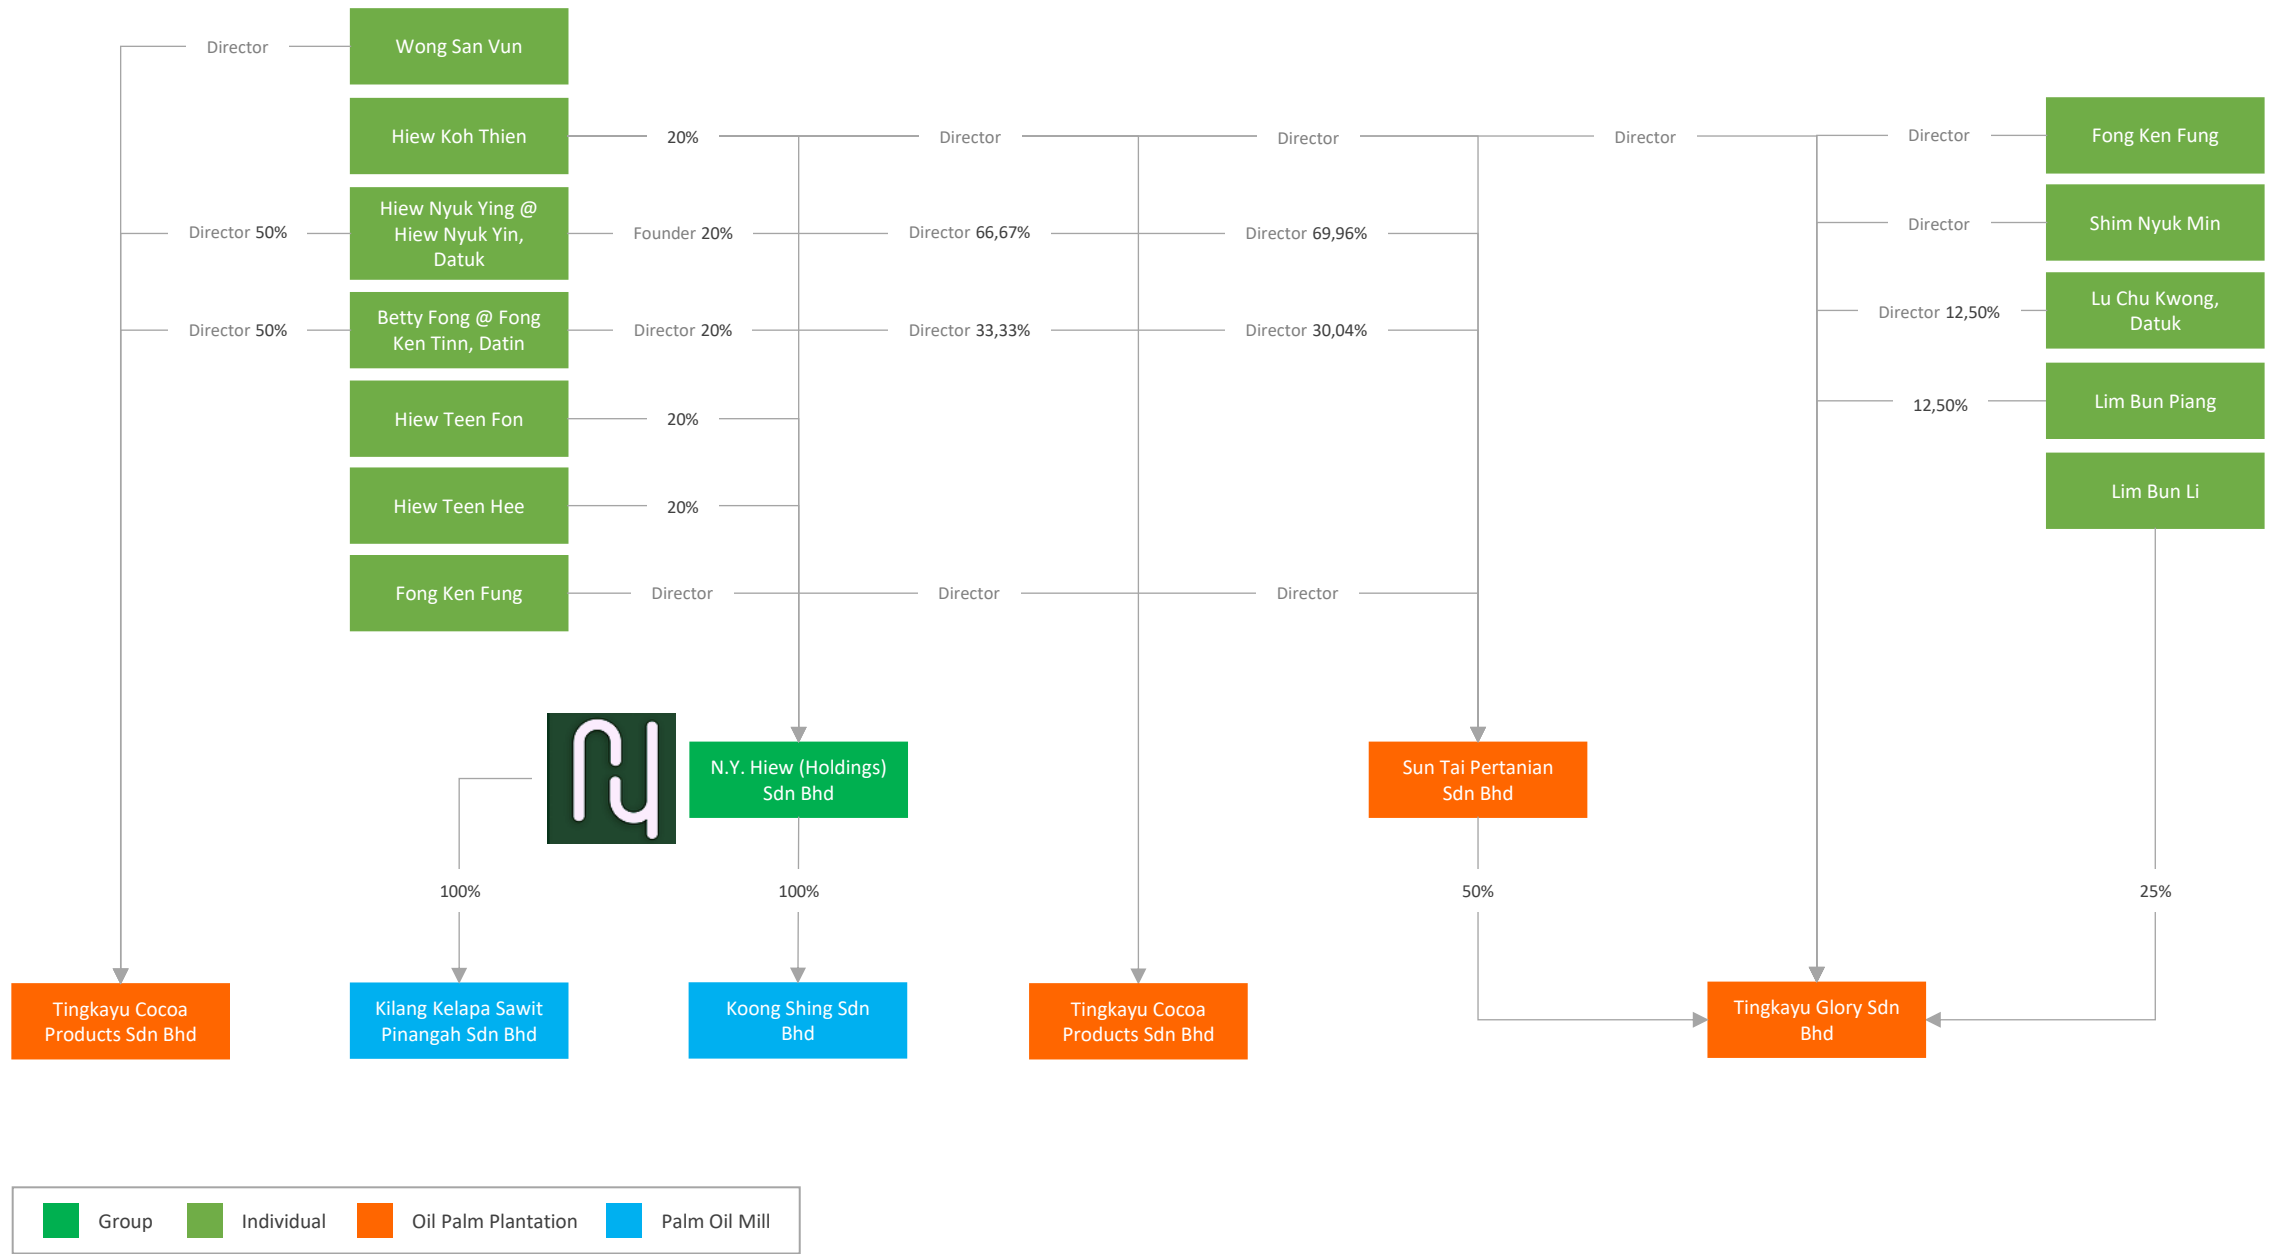 Director
Wong San Vun
Hiew Koh Thien
20%
Director
Director
Director
Director
Fong Ken Fung
Director 50%
Hiew Nyuk Ying @
Hiew Nyuk Yin,
Datuk
Founder 20%
Director 66,67%
Director 69,96%
Director
Shim Nyuk Min
Director 50%
Betty Fong @ Fong
Ken Tinn, Datin
Director 20%
Director 33,33%
Director 30,04%
Director 12,50%
Lu Chu Kwong,
Datuk
Hiew Teen Fon
20%
12,50%
Lim Bun Piang
Hiew Teen Hee
20%
Lim Bun Li
Fong Ken Fung
Director
Director
Director
N.Y. Hiew (Holdings)
Sdn Bhd
Sun Tai Pertanian
Sdn Bhd
100%
100%
50%
25%
Tingkayu Cocoa
Products Sdn Bhd
Kilang Kelapa Sawit
Pinangah Sdn Bhd
Koong Shing Sdn
Bhd
Tingkayu Cocoa
Products Sdn Bhd
Tingkayu Glory Sdn
Bhd
Group
Individual
Oil Palm Plantation
Palm Oil Mill